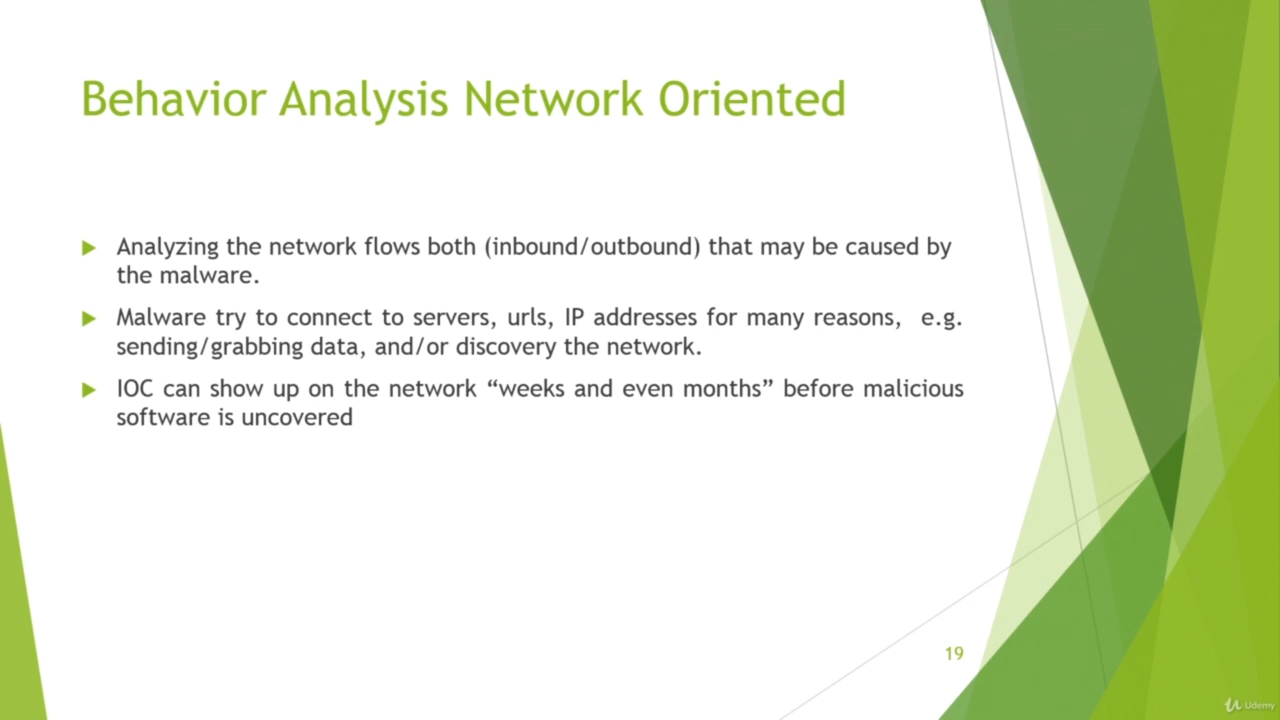 Behavior Analysis Network Oriented
Analyzing the network flows both (inbound/outbound) that may be caused by
the malware.
Malware try to connect to servers, urls, IP addresses for many reasons, e.g.
sending/grabbing data, and/or discovery the network.
IOC can show up on the network “weeks and even months” before malicious
software is uncovered
19
Udemy